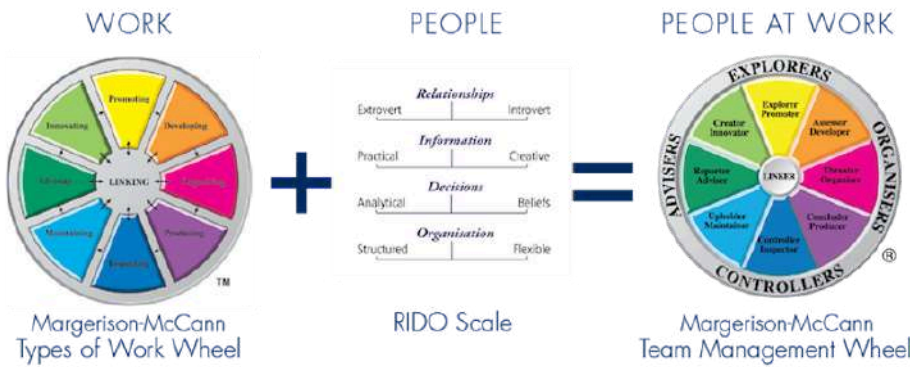 WORK
Promoting
Developing
Organising
Producing
Inspecting
Maintaining
Advising
Innovating
LINKING
TM
Margerison-McCann
Types of Work Wheel
PEOPLE
Relationships
Extrovert Introvert
Information
Practical Creative
Decisions
Analytical Beliefs
Organisation
Structured Flexible
RIDO Scale
PEOPLE AT WORK
EXPLORERS
ORGANISERS
CONTROLLERS
ADVISERS
Explorer
Promoter
Assessor
Developer
Thruster
Organiser
Concluder
Producer
Controller
Inspector
Upholder
Maintainer
Reporter
Adviser
Creator
Innovator
LINKER
®
Margerison-McCann
Team Management Wheel